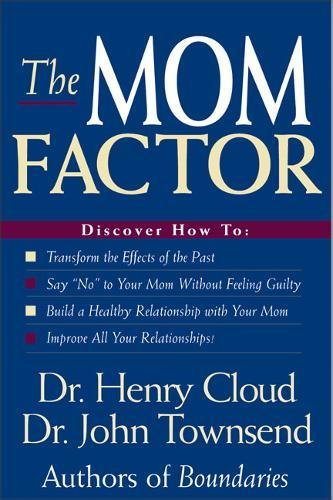 The MOM
FACTOR
Discover How To:
Transform the Effects of the Past
Say "No" to Your Mom Without Feeling Guilty
Build a Healthy Relationship with Your Mom
Improve All Your Relationships!
Dr. Henry Cloud
Dr. John Townsend
Authors of Boundaries